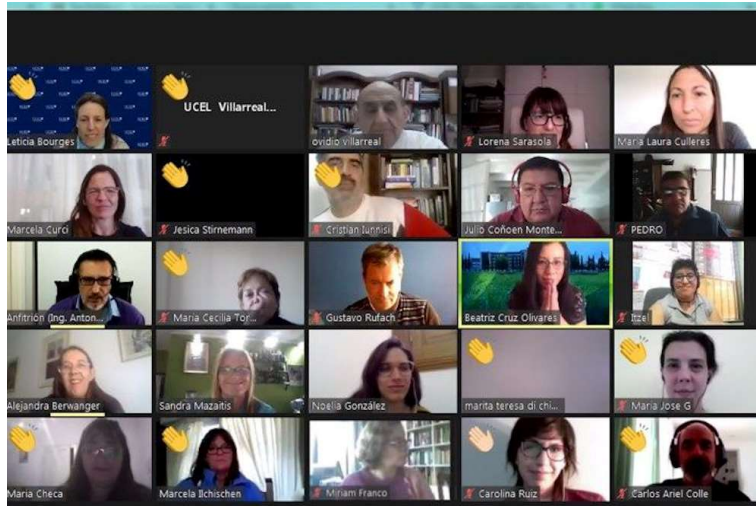 Leticia Bourges
UCEL Villarreal...
ovidio villarreal
Lorena Sarasola
Maria Laura Culleres
Marcela Curci
Jesica Stirnemann
Cristian Iunnisi
Julio Coñoen Monte...
PEDRO
Anfitrión (Ing. Anton...
Maria Cecilia Tor...
Gustavo Rufach
Beatriz Cruz Olivares
Itzel
Alejandra Berwanger
Sandra Mazaitis
Noelia González
marita teresa di chi...
Maria Jose G
Maria Checa
Marcela Ilchischen
Miriam Franco
Carolina Ruiz
Carlos Ariel Colle